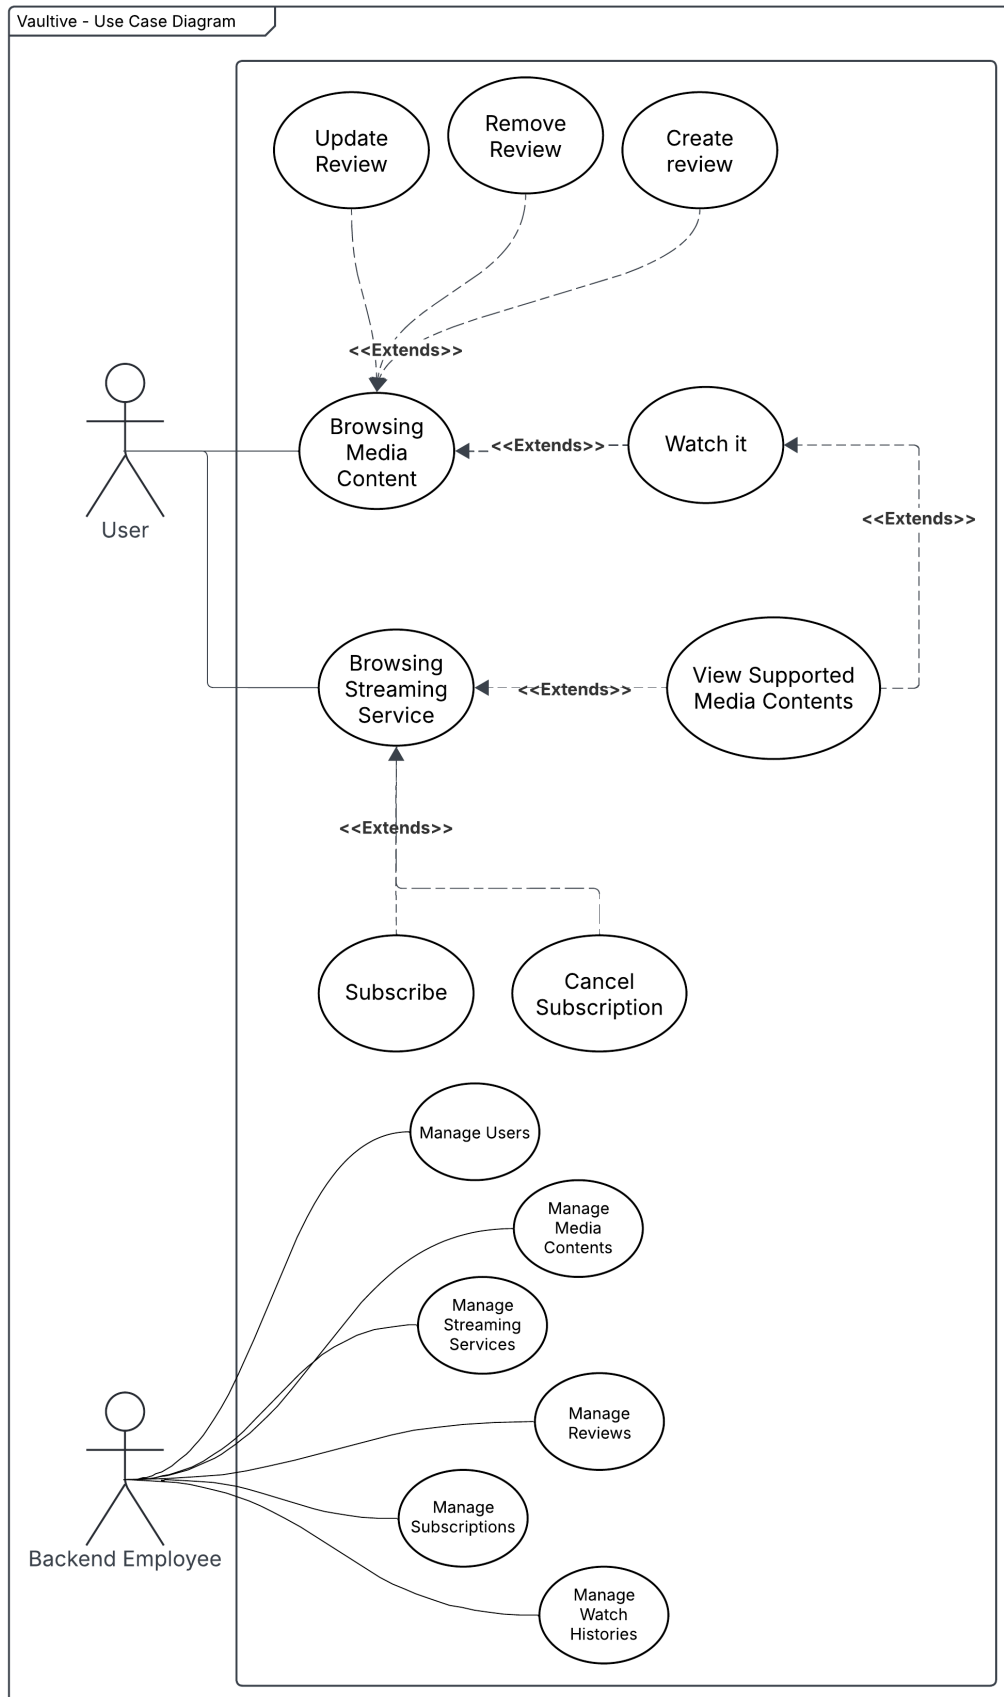 Vaultive - Use Case Diagram
Update
Review
Remove
Review
Create
review
<<Extends>>
Browsing
Media
Content
<<Extends>>
Watch it
User
<<Extends>>
Browsing
Streaming
Service
<<Extends>>
View Supported
Media Contents
<<Extends>>
Subscribe
Cancel
Subscription
Manage Users
Manage
Media
Contents
Manage
Streaming
Services
Manage
Reviews
Manage
Subscriptions
Backend Employee
Manage
Watch
Histories